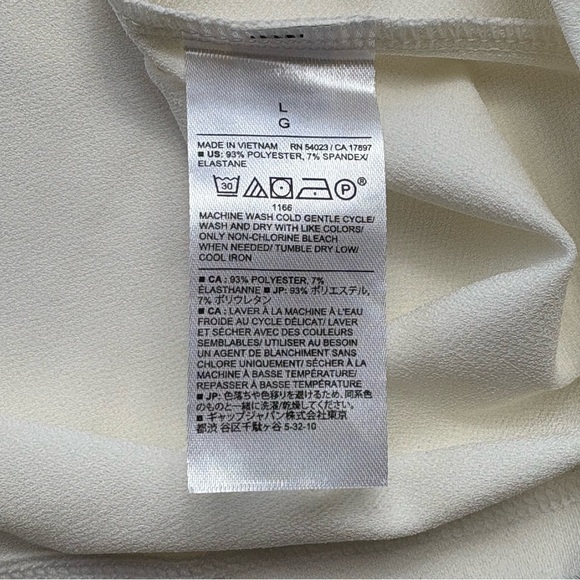 L
G
MADE IN VIETNAM RN 54023 / CA 17897
■ US: 93% POLYESTER, 7% SPANDEX/
ELASTANE
30 P ®
1166
MACHINE WASH COLD GENTLE CYCLE/
WASH AND DRY WITH LIKE COLORS/
ONLY NON-CHLORINE BLEACH
WHEN NEEDED/ TUMBLE DRY LOW/
COOL IRON
■ CA : 93% POLYESTER, 7%
ÉLASTHANNE ■ JP: 93% ポリエステル,
7% ポリウレタン
■ CA : LAVER À LA MACHINE À L'EAU
FROIDE AU CYCLE DÉLICAT/ LAVER
ET SÉCHER AVEC DES COULEURS
SEMBLABLES/ UTILISER AU BESOIN
UN AGENT DE BLANCHIMENT SANS
CHLORE UNIQUEMENT/ SÉCHER À LA
MACHINE À BASSE TEMPÉRATURE/
REPASSER À BASSE TEMPÉRATURE
■ JP: 色落ちや色移りを避けるため、同系色
のものと一緒に洗濯/乾燥してください。
■ ギャップジャパン株式会社東京
都渋 谷区千駄ヶ谷 5-32-10